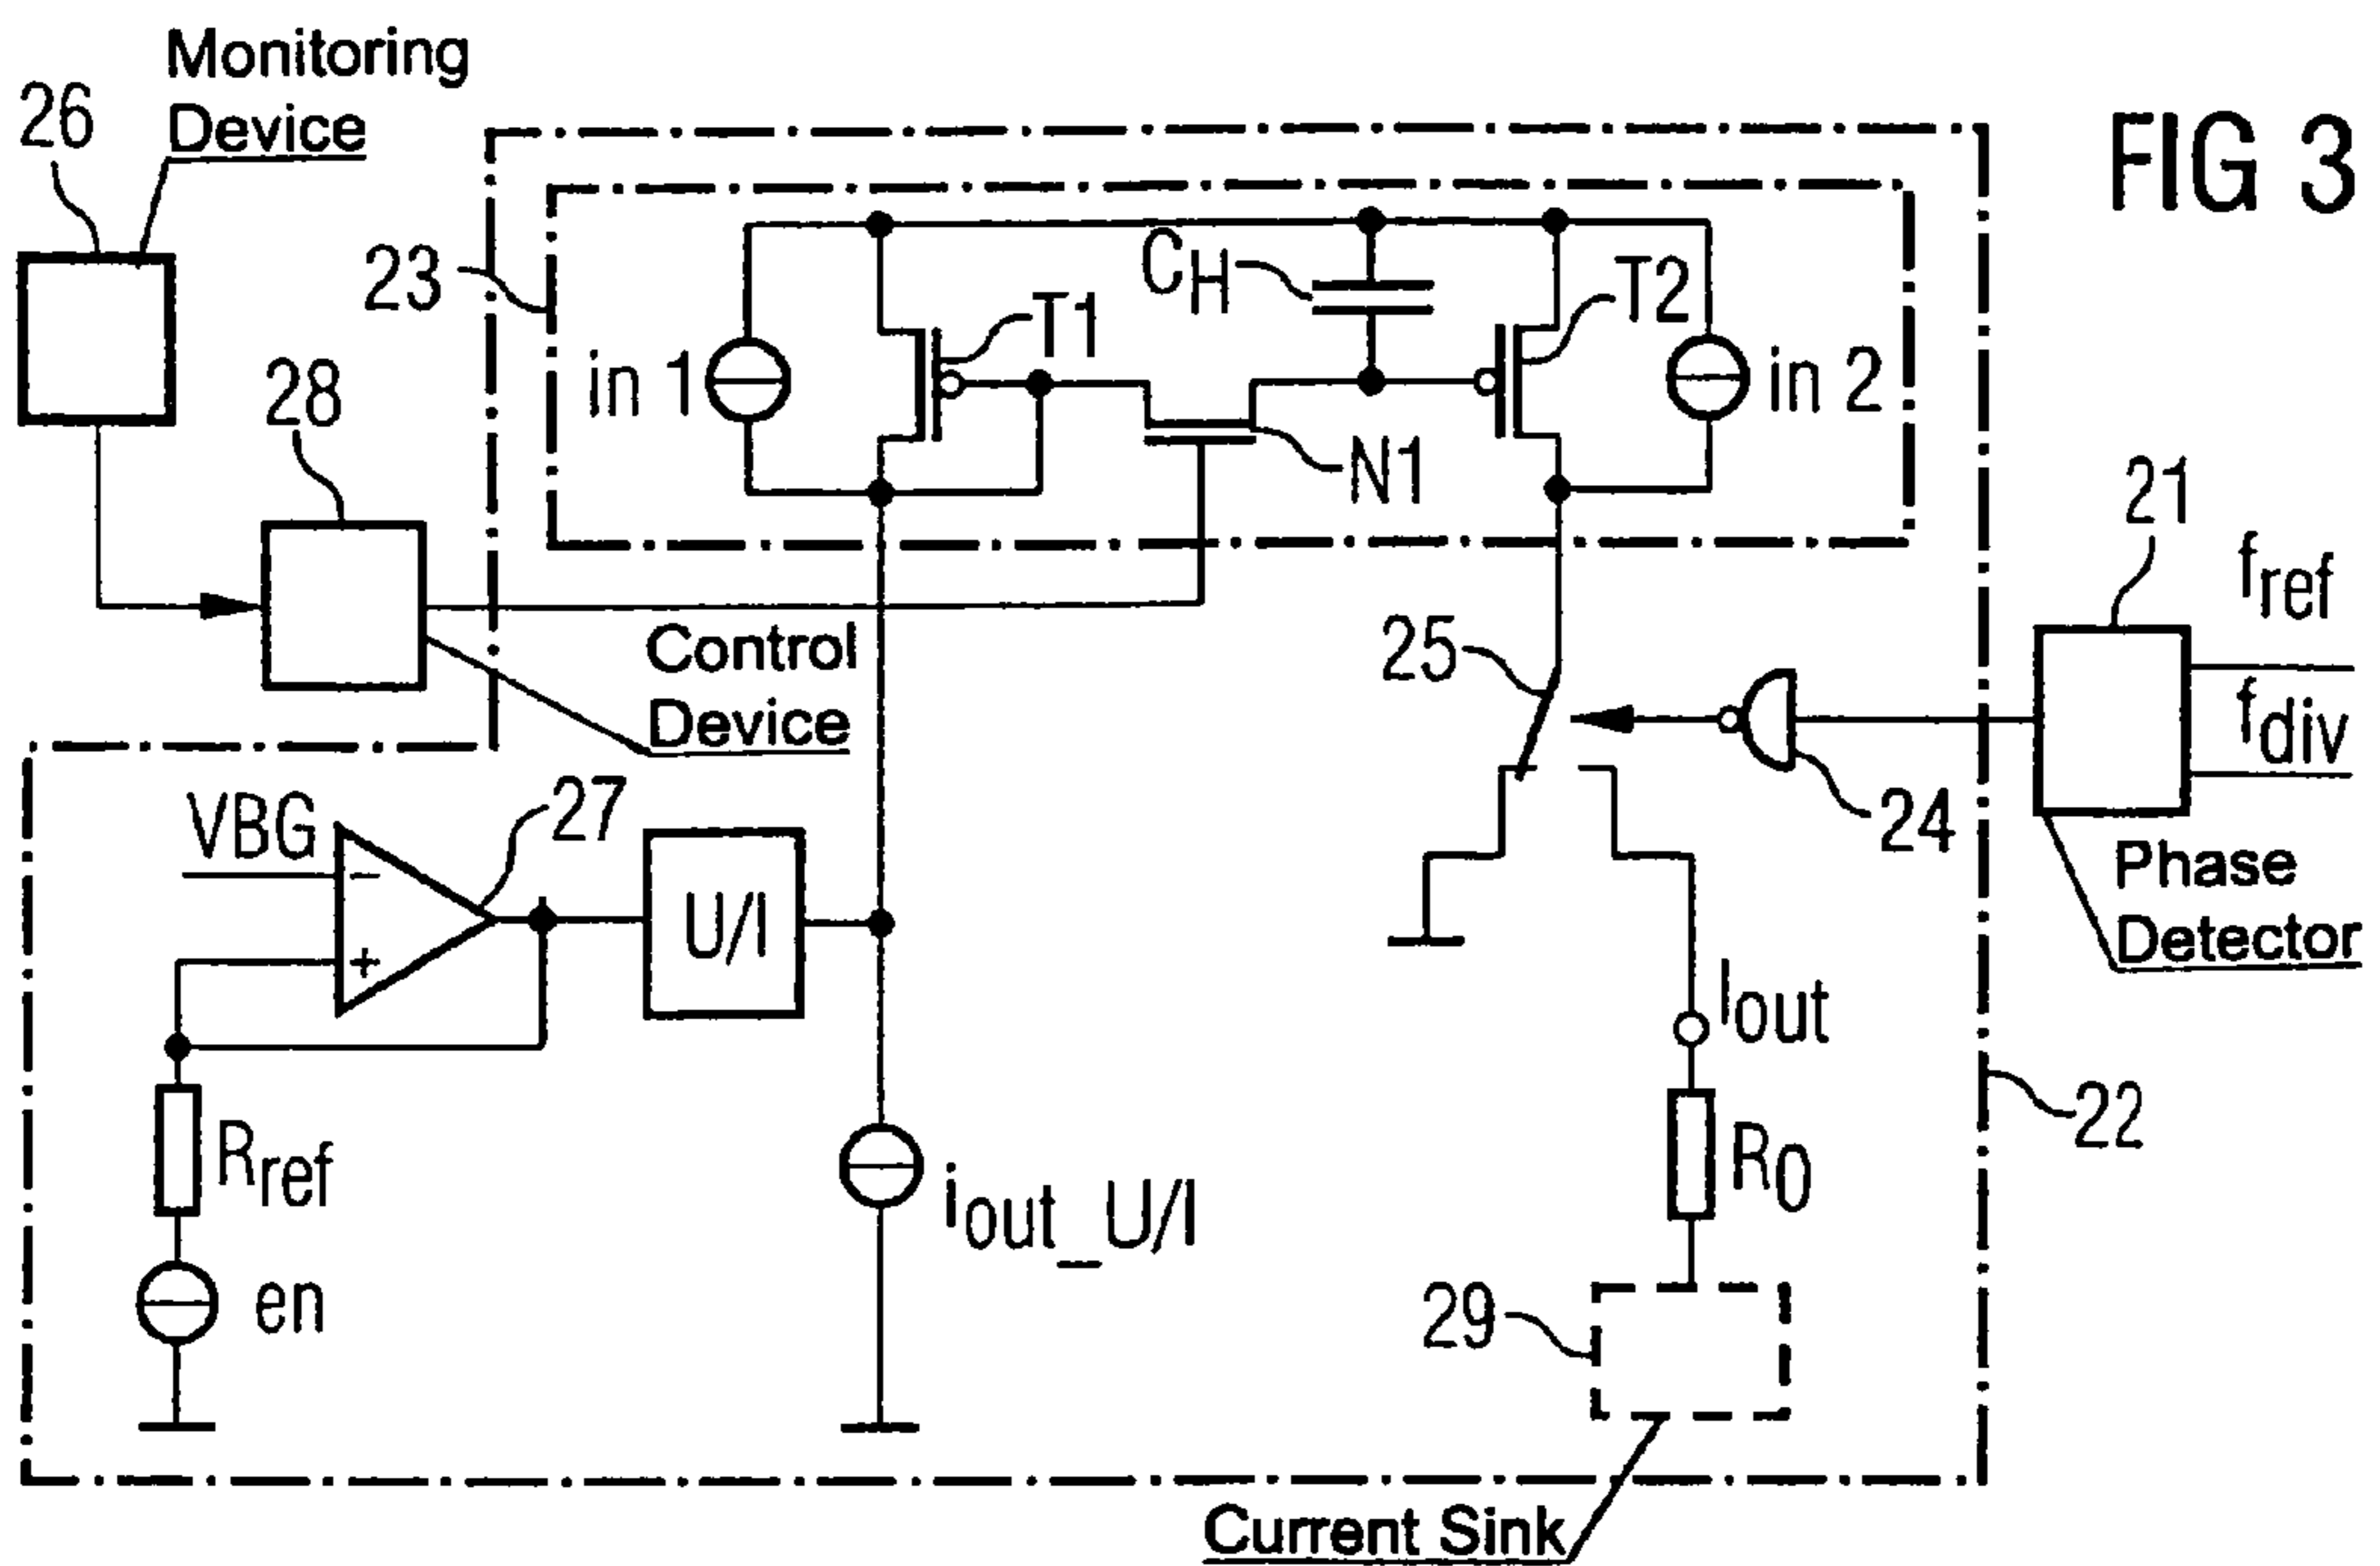 Monitoring
Device
26
FIG 3
23
CH
T1
T2
in 1
in 2
28
N1
21
fref
fdiv
25
Control
Device
24
VBG
-
27
U/I
+
Phase
Detector
Iout
22
Rref
R0
iout_U/I
en
29
Current Sink